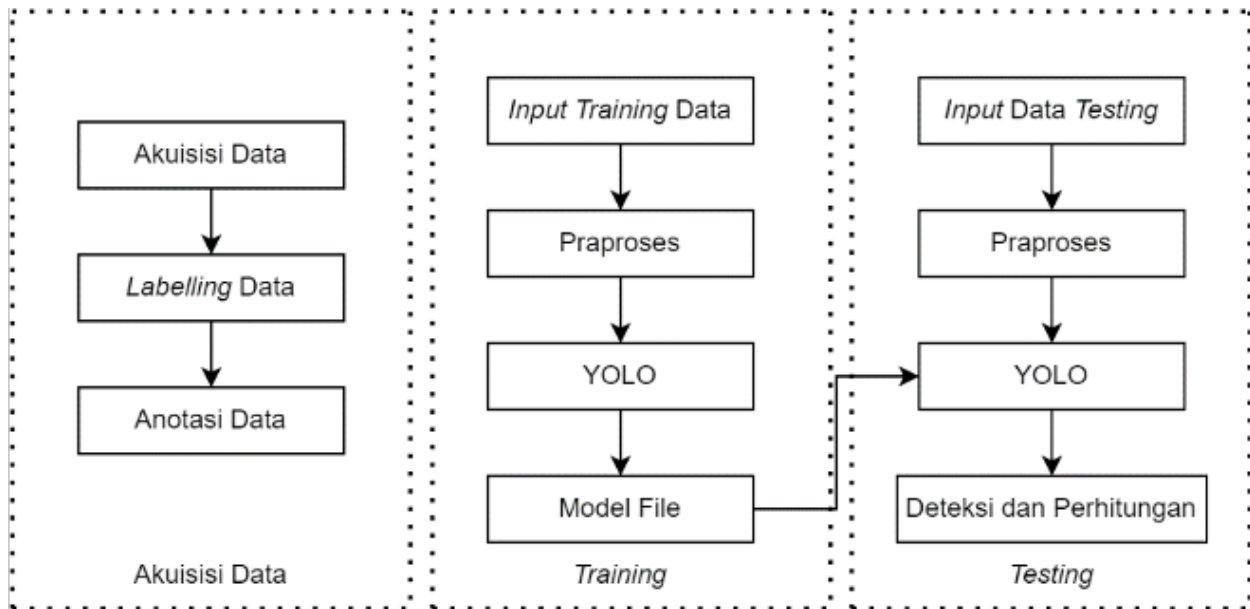 Akuisisi Data
Labelling Data
Anotasi Data
Akuisisi Data
Input Training Data
Praproses
YOLO
Model File
Training
Input Data Testing
Praproses
YOLO
Deteksi dan Perhitungan
Testing